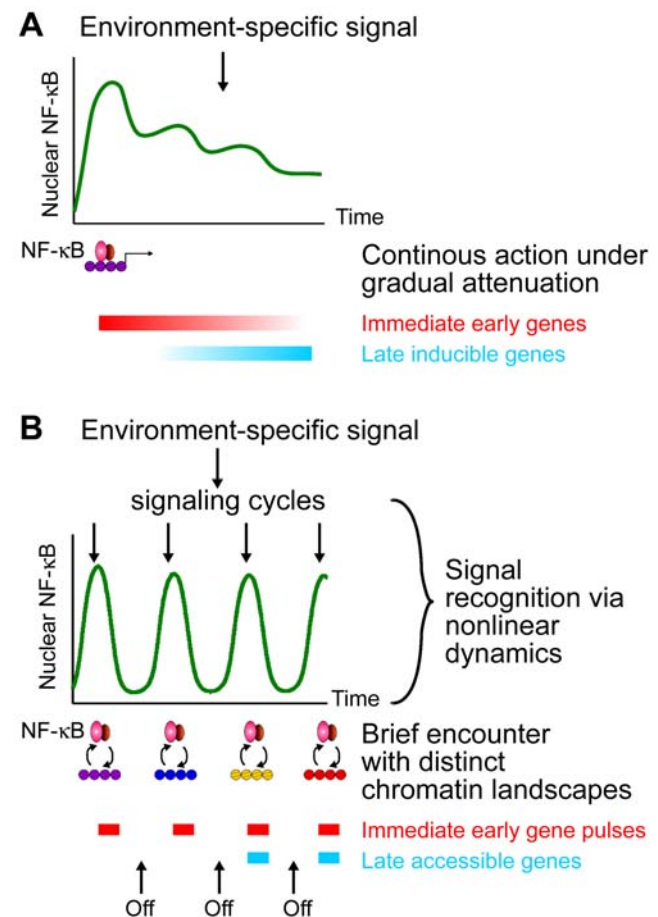 A
Environment-specific signal
Nuclear NF-κB
Time
NF-κB
Continous action under
gradual attenuation
Immediate early genes
Late inducible genes
B
Environment-specific signal
signaling cycles
Nuclear NF-κB
Time
Signal
recognition via
nonlinear
dynamics
NF-κB
Brief encounter
with distinct
chromatin landscapes
Immediate early gene pulses
Late accessible genes
Off Off Off